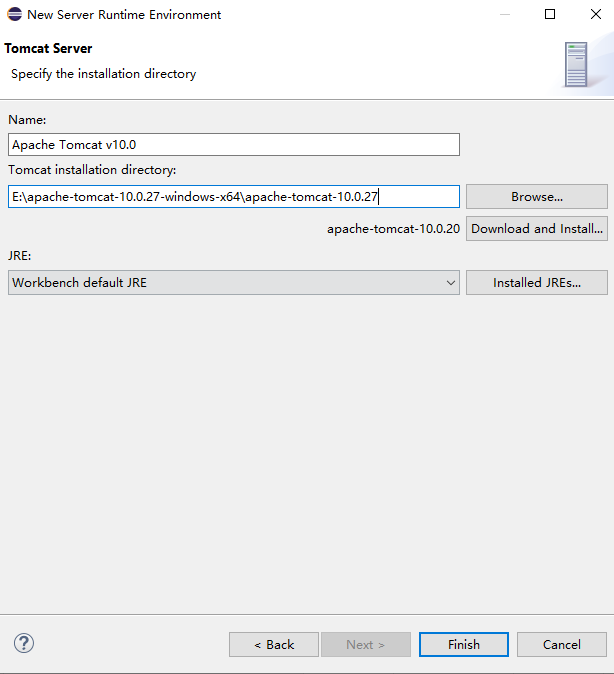 New Server Runtime Environment
Tomcat Server
Specify the installation directory
Name:
Apache Tomcat v10.0
Tomcat installation directory:
E:\apache-tomcat-10.0.27-windows-x64\apache-tomcat-10.0.27
Browse...
apache-tomcat-10.0.20
Download and Install...
JRE:
Workbench default JRE
Installed JREs...
?
< Back
Next >
Finish
Cancel